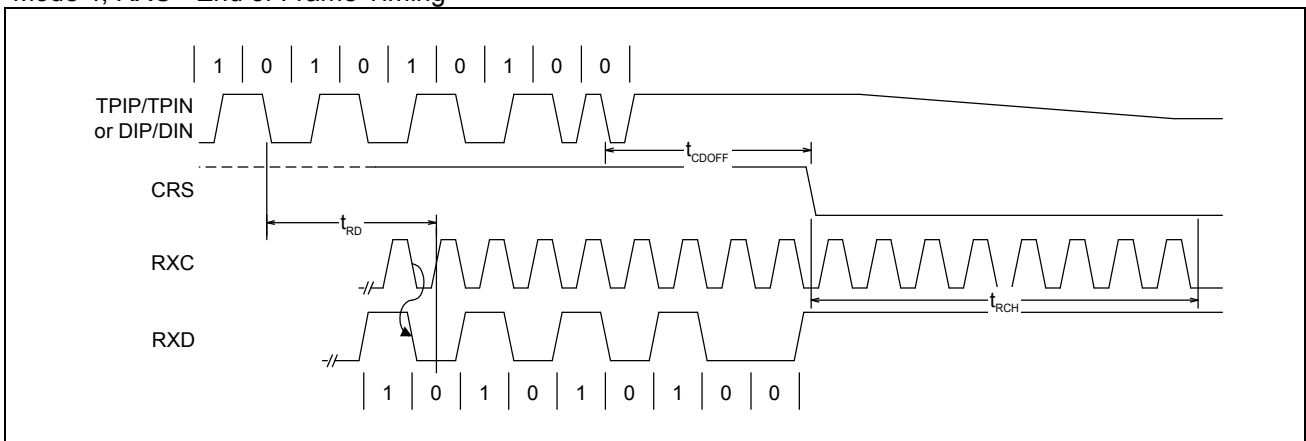 Mode 1, RXC - End of Frame Timing
1 0 1 0 1 0 1 0 0
TPIP/TPIN
or DIP/DIN
tCDOFF
CRS
tRD
RXC
tRCH
RXD
1 0 1 0 1 0 1 0 0